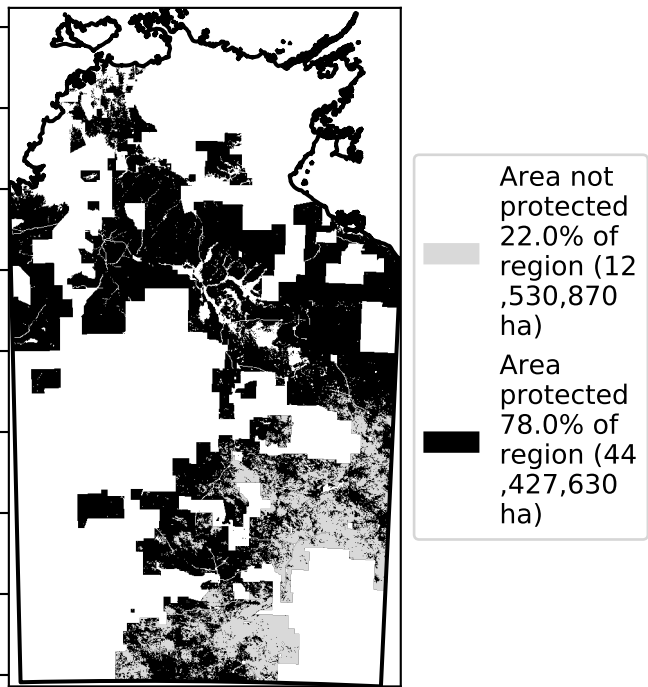 Area not
protected
22.0% of
region (12
,530,870
ha)
Area
protected
78.0% of
region (44
,427,630
ha)